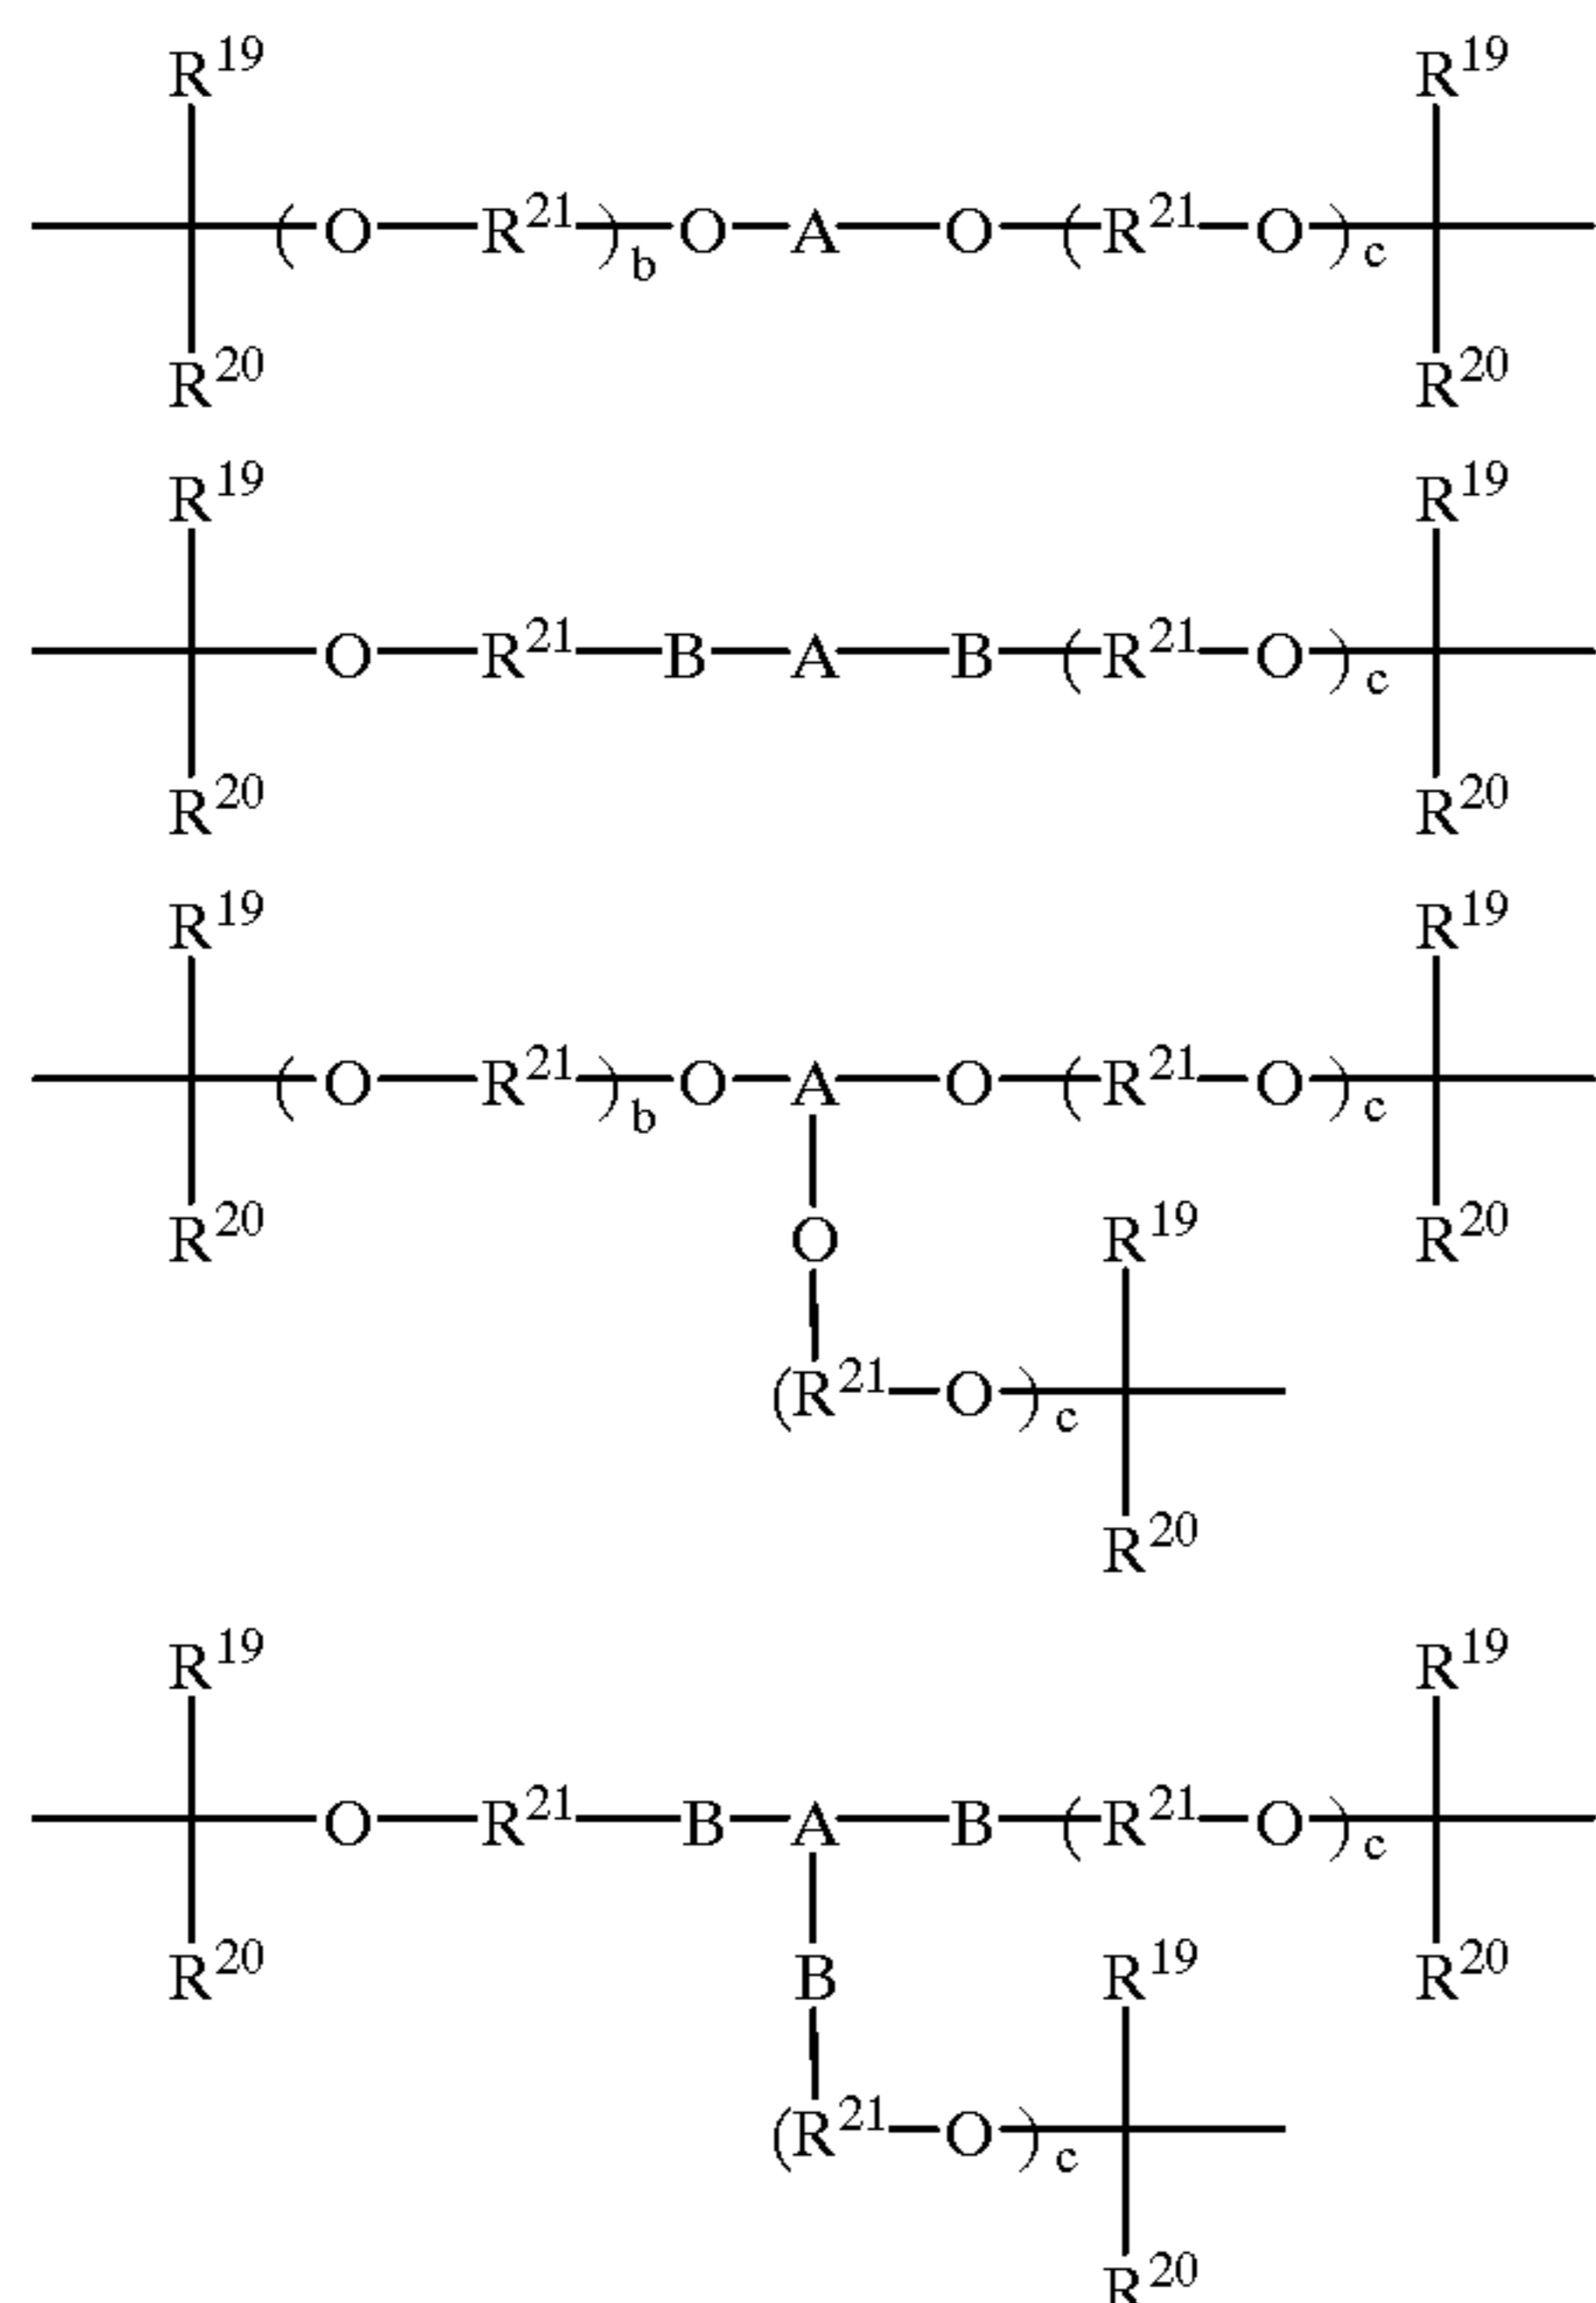 R¹⁹ R¹⁹
(O R²¹)b O A O (R²¹ O)c
R²⁰ R²⁰
R¹⁹ R¹⁹
O R²¹ B A B (R²¹ O)c
R²⁰ R²⁰
R¹⁹ R¹⁹
(O R²¹)b O A O (R²¹ O)c
R²⁰ O R¹⁹ R²⁰
(R²¹ O)c
R²⁰
R¹⁹ R¹⁹
O R²¹ B A B (R²¹ O)c
R²⁰ B R¹⁹ R²⁰
(R²¹ O)c
R²⁰